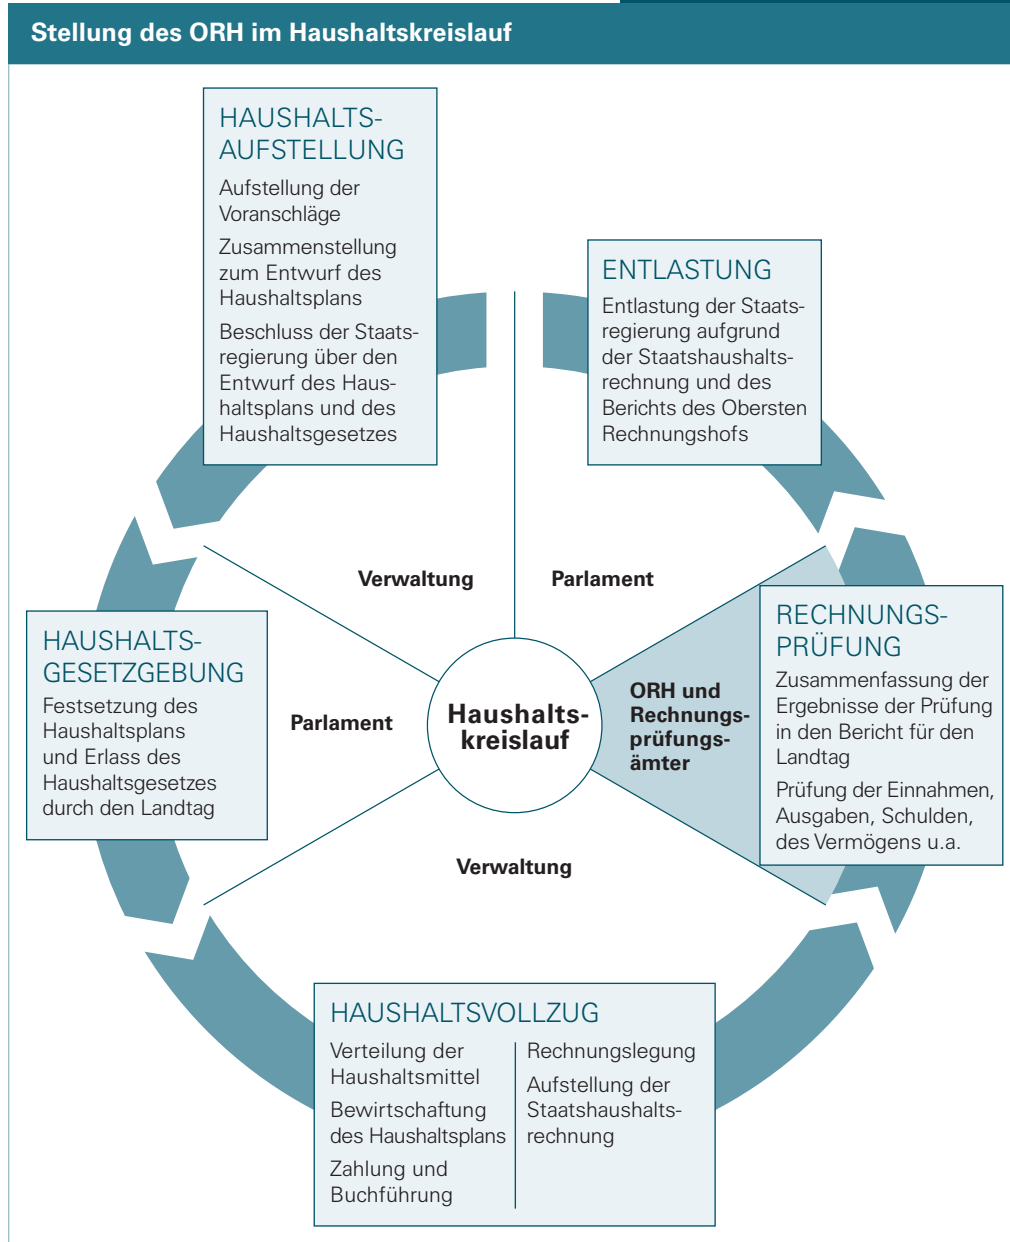 Stellung des ORH im Haushaltskreislauf
HAUSHALTS-
AUFSTELLUNG
Aufstellung der
Voranschläge
Zusammenstellung
zum Entwurf des
Haushaltsplans
Beschluss der Staats-
regierung über den
Entwurf des Haus-
haltsplans und des
Haushaltsgesetzes
ENTLASTUNG
Entlastung der Staats-
regierung aufgrund
der Staatshaushalts-
rechnung und des
Berichts des Obersten
Rechnungshofs
Verwaltung
Parlament
HAUSHALTS-
GESETZGEBUNG
Festsetzung des
Haushaltsplans
und Erlass des
Haushaltsgesetzes
durch den Landtag
Parlament
Haushalts-
kreislauf
ORH und
Rechnungs-
prüfungs-
ämter
RECHNUNGS-
PRÜFUNG
Zusammenfassung der
Ergebnisse der Prüfung
in den Bericht für den
Landtag
Prüfung der Einnahmen,
Ausgaben, Schulden,
des Vermögens u.a.
Verwaltung
HAUSHALTSVOLLZUG
Verteilung der
Haushaltsmittel
Bewirtschaftung
des Haushaltsplans
Zahlung und
Buchführung
Rechnungslegung
Aufstellung der
Staatshaushalts-
rechnung